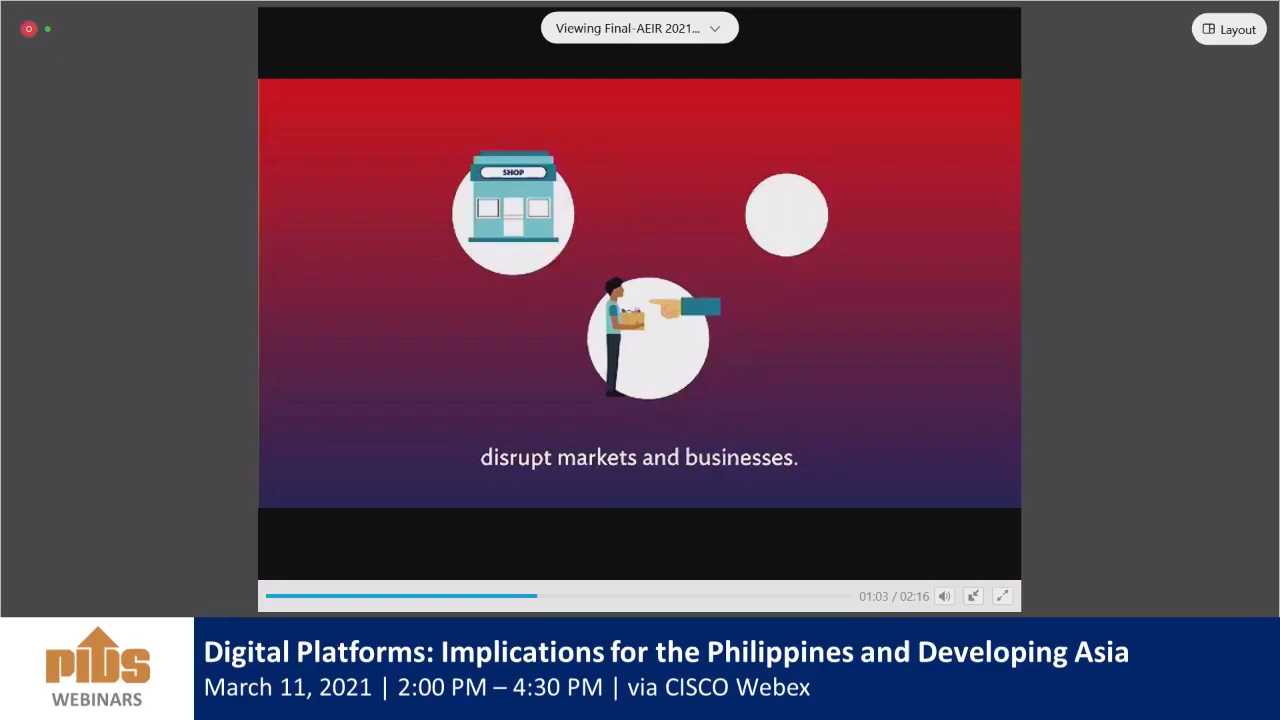 Viewing Final-AEIR 2021...
Layout
SHOP
disrupt markets and businesses.
01:03 / 02:16
PIDS
WEBINARS
Digital Platforms: Implications for the Philippines and Developing Asia
March 11, 2021 | 2:00 PM – 4:30 PM | via CISCO Webex